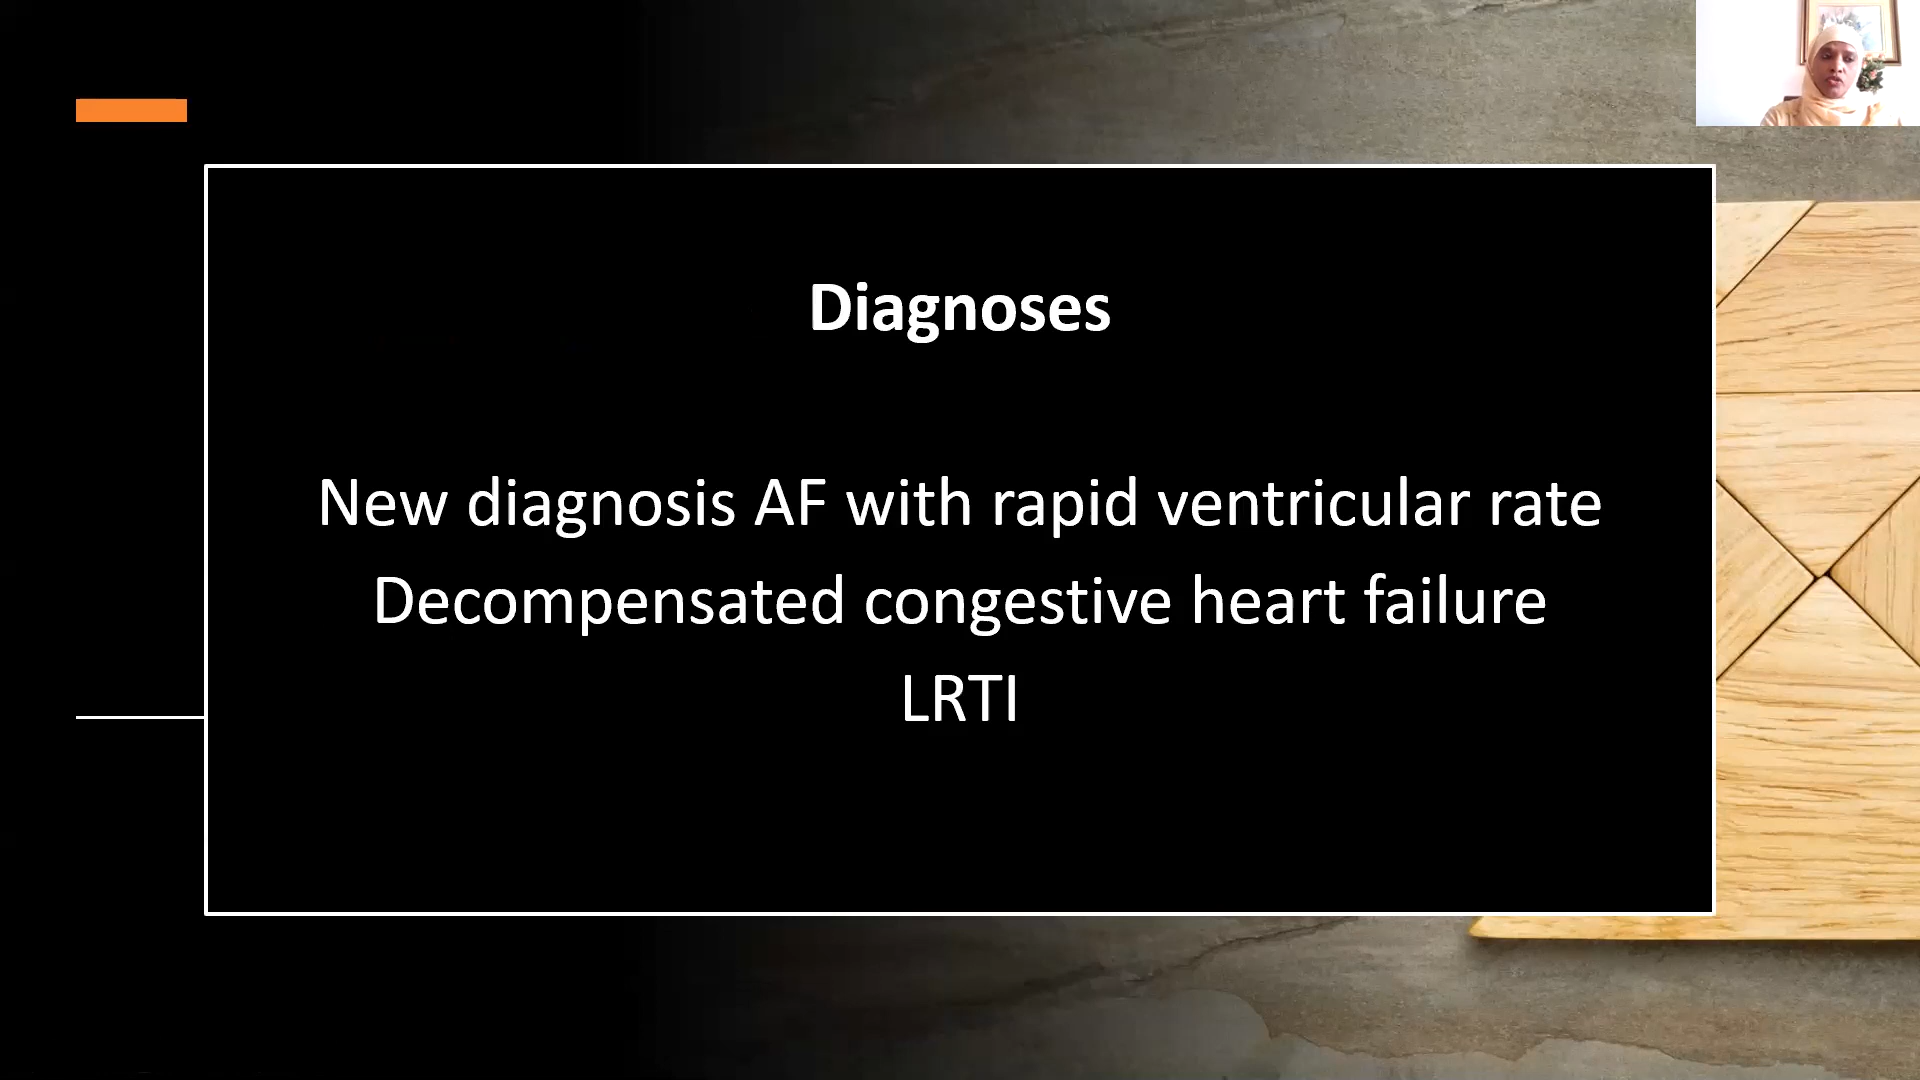 Diagnoses
New diagnosis AF with rapid ventricular rate
Decompensated congestive heart failure
LRTI